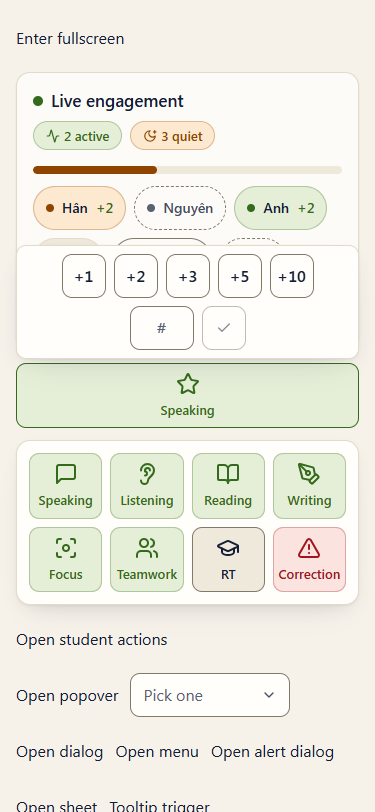 Enter fullscreen
Live engagement
2 active 3 quiet
Hân +2 Nguyên Anh +2
+1 +2 +3 +5 +10
#
Speaking
Speaking Listening Reading Writing
Focus Teamwork RT Correction
Open student actions
Open popover Pick one
Open dialog Open menu Open alert dialog
Open sheet Tooltip trigger